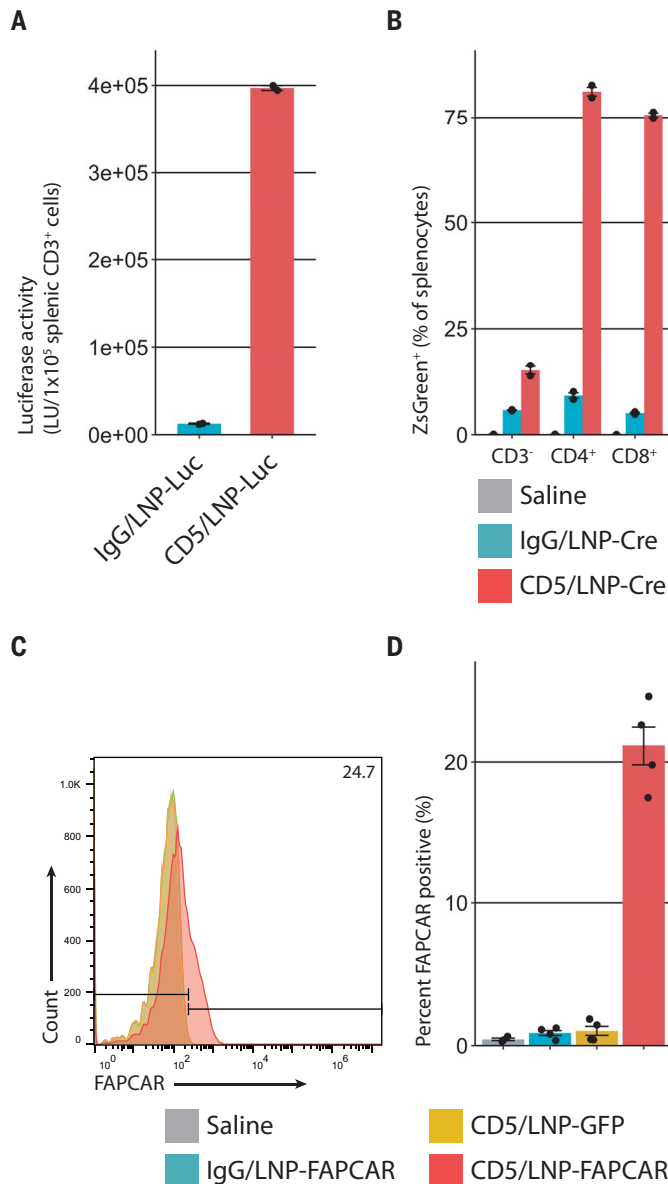 A
Luciferase activity
(LU/1x10⁵ splenic CD3⁺ cells)
4e+05
3e+05
2e+05
1e+05
0e+00
IgG/LNP-Luc
CD5/LNP-Luc
B
ZsGreen⁺ (% of splenocytes)
75
50
25
0
CD3⁻ CD4⁺ CD8⁺
Saline
IgG/LNP-Cre
CD5/LNP-Cre
C
24.7
Count
1.0K
800
600
400
200
0
10⁰ 10² 10⁴ 10⁶
FAPCAR
D
Percent FAPCAR positive (%)
20
10
0
Saline
IgG/LNP-FAPCAR
CD5/LNP-GFP
CD5/LNP-FAPCAR